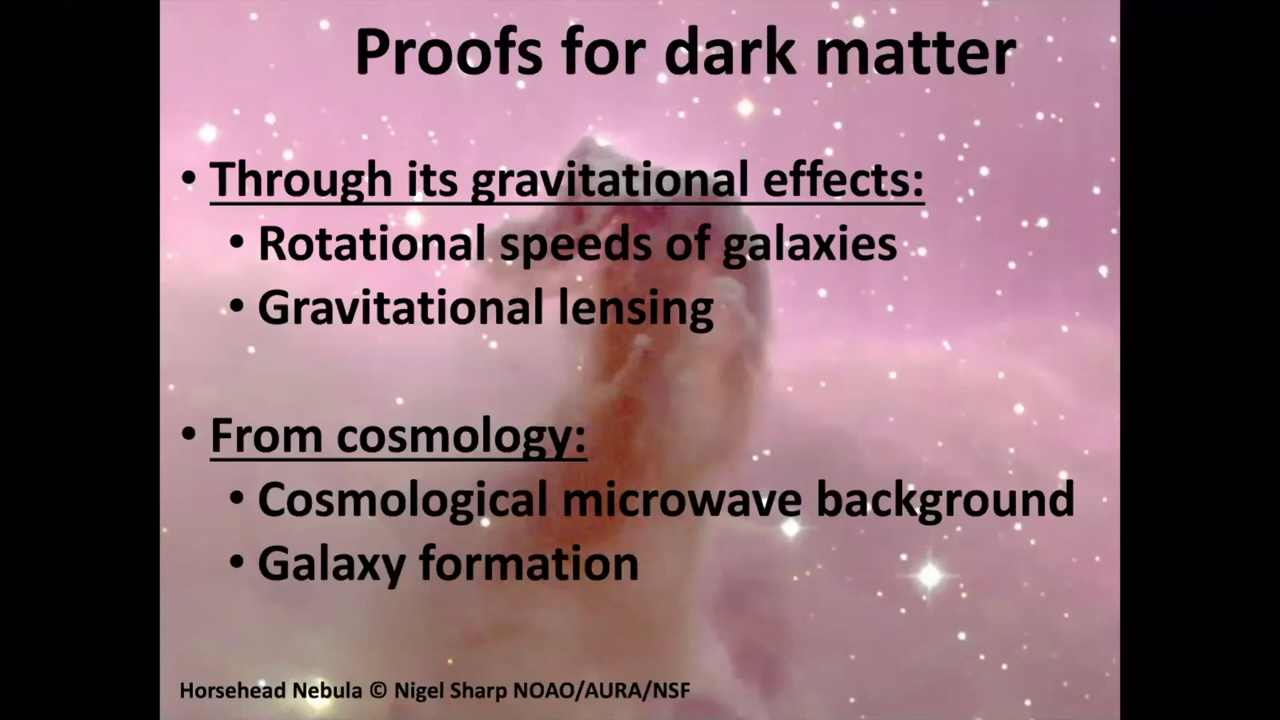 Proofs for dark matter
• Through its gravitational effects:
• Rotational speeds of galaxies
• Gravitational lensing
• From cosmology:
• Cosmological microwave background
• Galaxy formation
Horsehead Nebula © Nigel Sharp NOAO/AURA/NSF